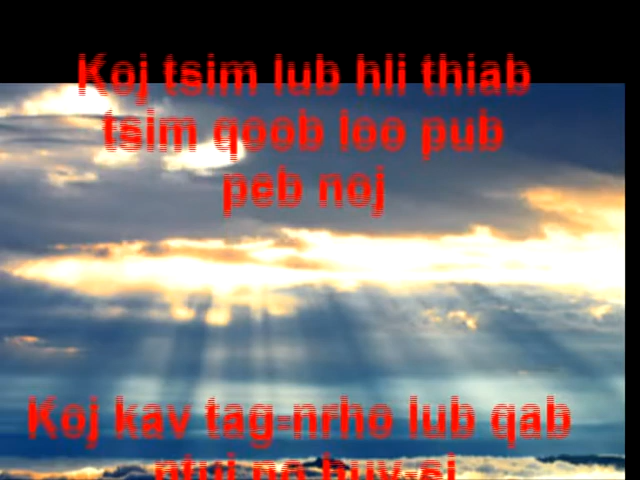 Koj tsim lub hli thiab
tsim qoob loo pub
peb noj
Koj kav tag-nrho lub qab
ntuj no huv-si